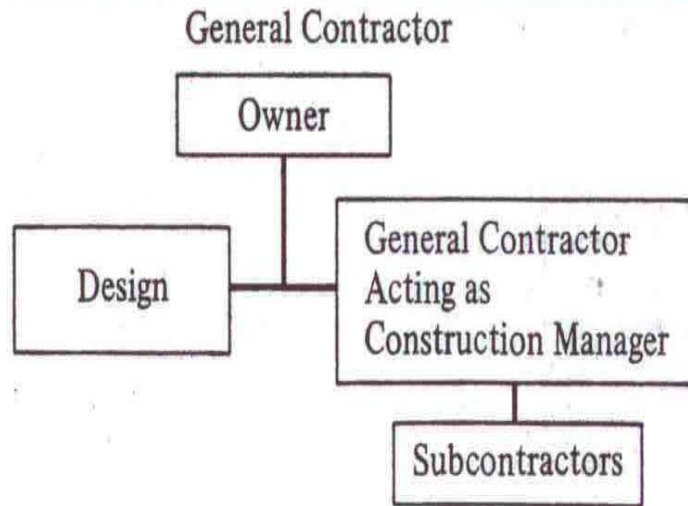 General Contractor
Owner
Design
General Contractor
Acting as
Construction Manager
Subcontractors